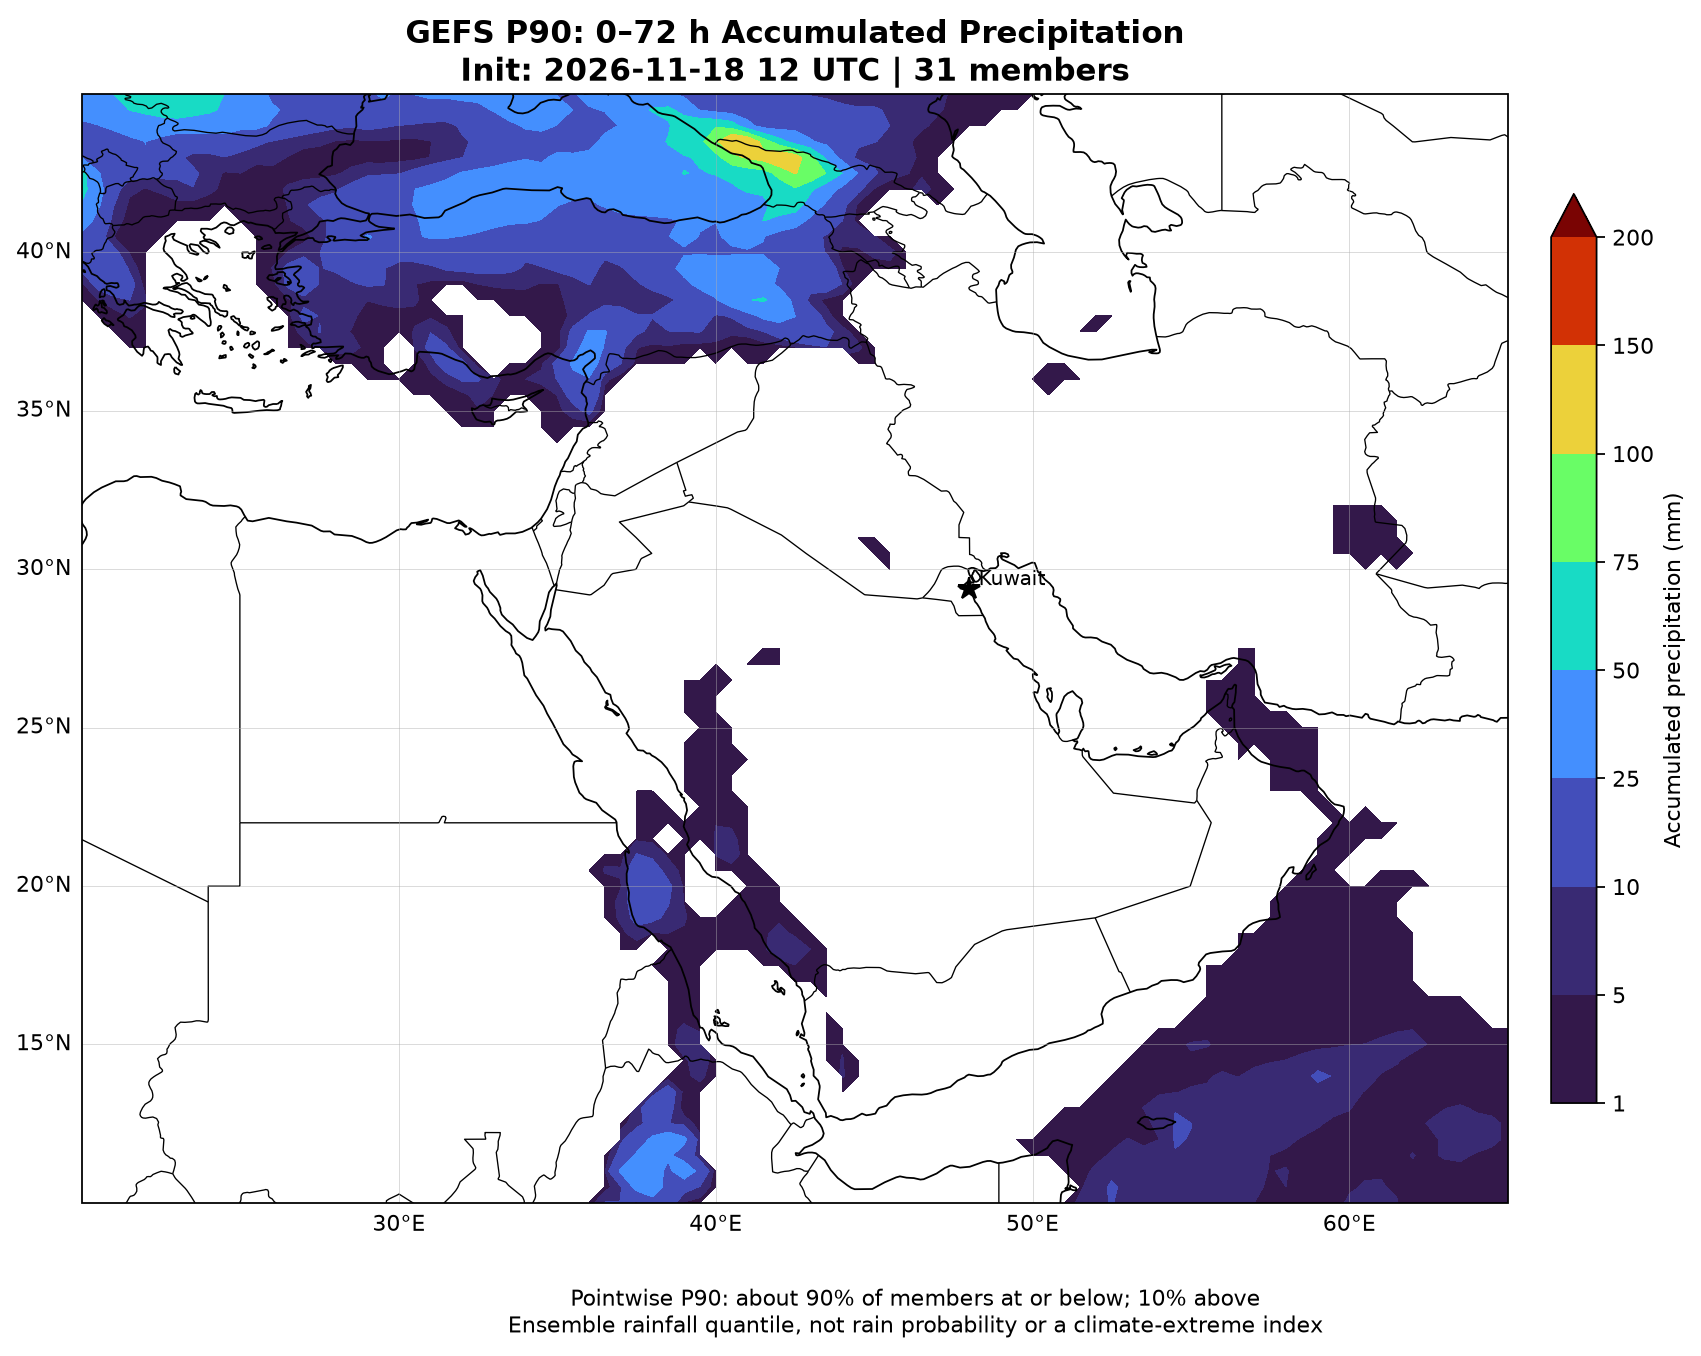 GEFS P90: 0–72 h Accumulated Precipitation
Init: 2026-11-18 12 UTC | 31 members
40°N
35°N
30°N
25°N
20°N
15°N
30°E
40°E
50°E
60°E
Kuwait
200
150
100
75
50
25
10
5
1
Accumulated precipitation (mm)
Pointwise P90: about 90% of members at or below; 10% above
Ensemble rainfall quantile, not rain probability or a climate-extreme index